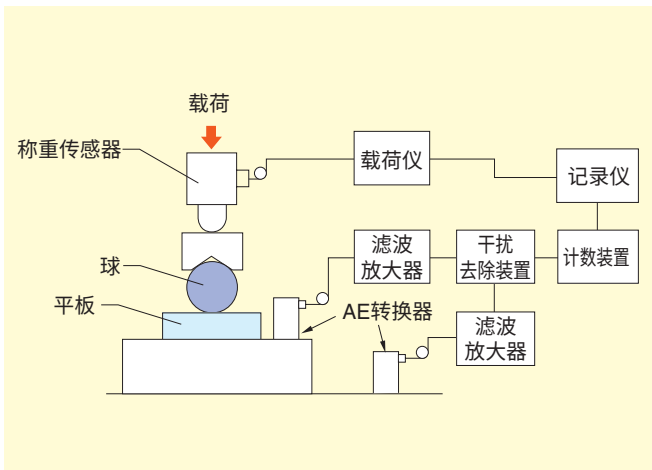 载荷
称重传感器
载荷仪
记录仪
滤波
放大器
干扰
去除装置
计数装置
球
平板
AE转换器
滤波
放大器